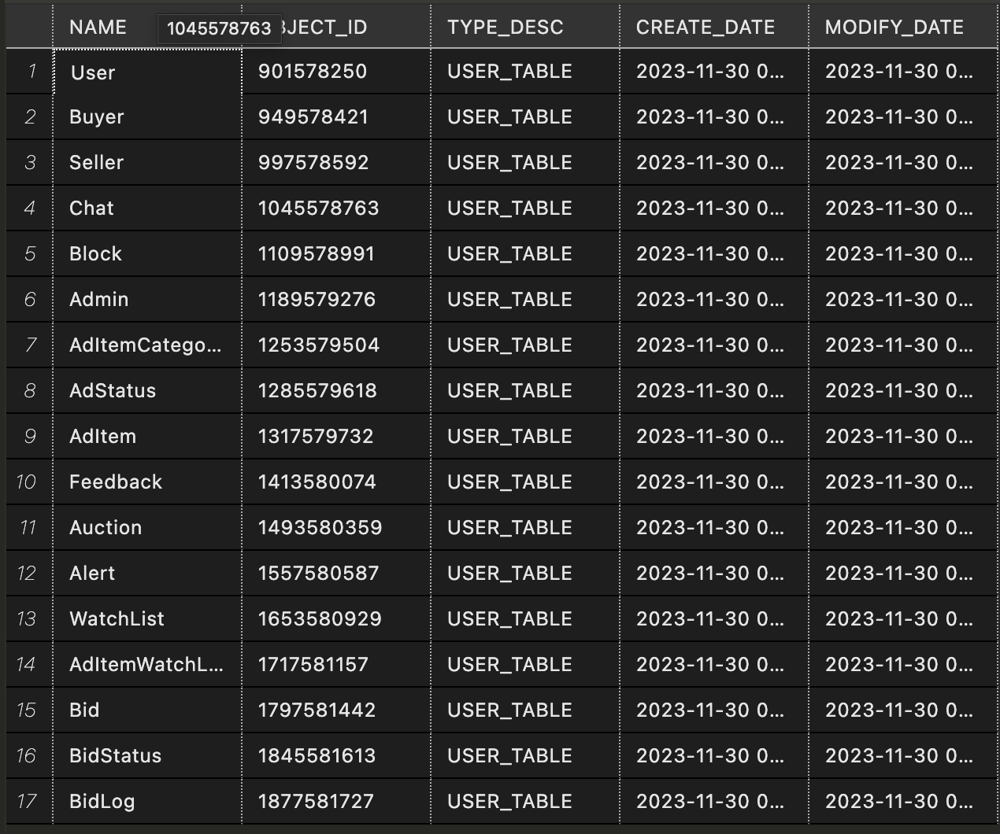 NAME 1045578763 BJECT_ID TYPE_DESC CREATE_DATE MODIFY_DATE
1 User 901578250 USER_TABLE 2023-11-30 0... 2023-11-30 0...
2 Buyer 949578421 USER_TABLE 2023-11-30 0... 2023-11-30 0...
3 Seller 997578592 USER_TABLE 2023-11-30 0... 2023-11-30 0...
4 Chat 1045578763 USER_TABLE 2023-11-30 0... 2023-11-30 0...
5 Block 1109578991 USER_TABLE 2023-11-30 0... 2023-11-30 0...
6 Admin 1189579276 USER_TABLE 2023-11-30 0... 2023-11-30 0...
7 AdItemCatego... 1253579504 USER_TABLE 2023-11-30 0... 2023-11-30 0...
8 AdStatus 1285579618 USER_TABLE 2023-11-30 0... 2023-11-30 0...
9 AdItem 1317579732 USER_TABLE 2023-11-30 0... 2023-11-30 0...
10 Feedback 1413580074 USER_TABLE 2023-11-30 0... 2023-11-30 0...
11 Auction 1493580359 USER_TABLE 2023-11-30 0... 2023-11-30 0...
12 Alert 1557580587 USER_TABLE 2023-11-30 0... 2023-11-30 0...
13 WatchList 1653580929 USER_TABLE 2023-11-30 0... 2023-11-30 0...
14 AdItemWatchL... 1717581157 USER_TABLE 2023-11-30 0... 2023-11-30 0...
15 Bid 1797581442 USER_TABLE 2023-11-30 0... 2023-11-30 0...
16 BidStatus 1845581613 USER_TABLE 2023-11-30 0... 2023-11-30 0...
17 BidLog 1877581727 USER_TABLE 2023-11-30 0... 2023-11-30 0...